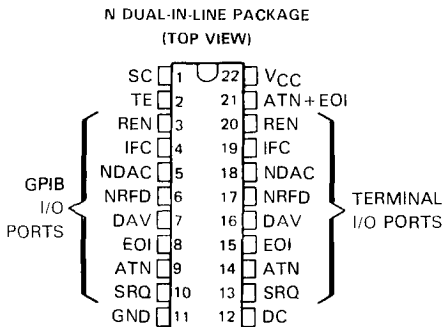 N DUAL-IN-LINE PACKAGE
(TOP VIEW)
SC 1 22 VCC
TE 2 21 ATN+EOI
REN 3 20 REN
IFC 4 19 IFC
NDAC 5 18 NDAC
NRFD 6 17 NRFD
DAV 7 16 DAV
EOI 8 15 EOI
ATN 9 14 ATN
SRQ 10 13 SRQ
GND 11 12 DC
GPIB
I/O
PORTS
TERMINAL
I/O PORTS